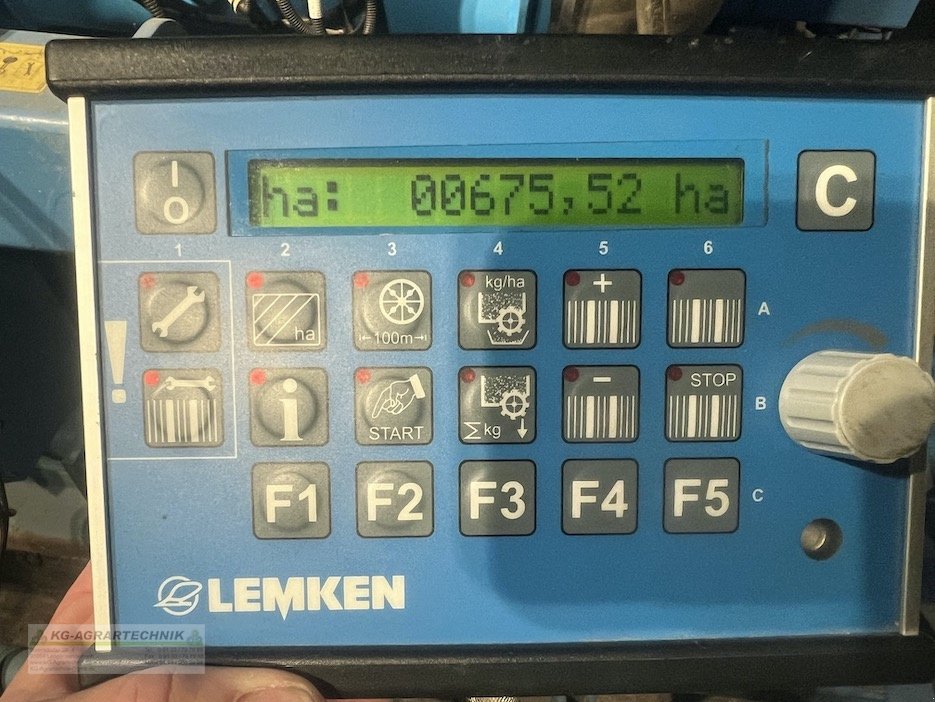 I
O
ha: 00675,52 ha
C
1 2 3 4 5 6
ha
100m
kg/ha
+
A
!
i
START
Σ kg
-
STOP
B
F1 F2 F3 F4 F5 C
LEMKEN
KG-AGRARTECHNIK